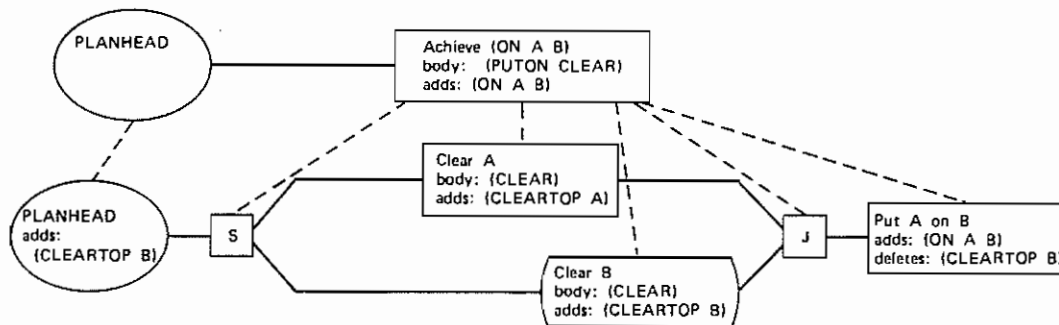 PLANHEAD
Achieve (ON A B)
body: (PUTON CLEAR)
adds: (ON A B)
Clear A
body: (CLEAR)
adds: (CLEARTOP A)
PLANHEAD
adds:
(CLEARTOP B)
S
J
Put A on B
adds: (ON A B)
deletes: (CLEARTOP B)
Clear B
body: (CLEAR)
adds: (CLEARTOP B)